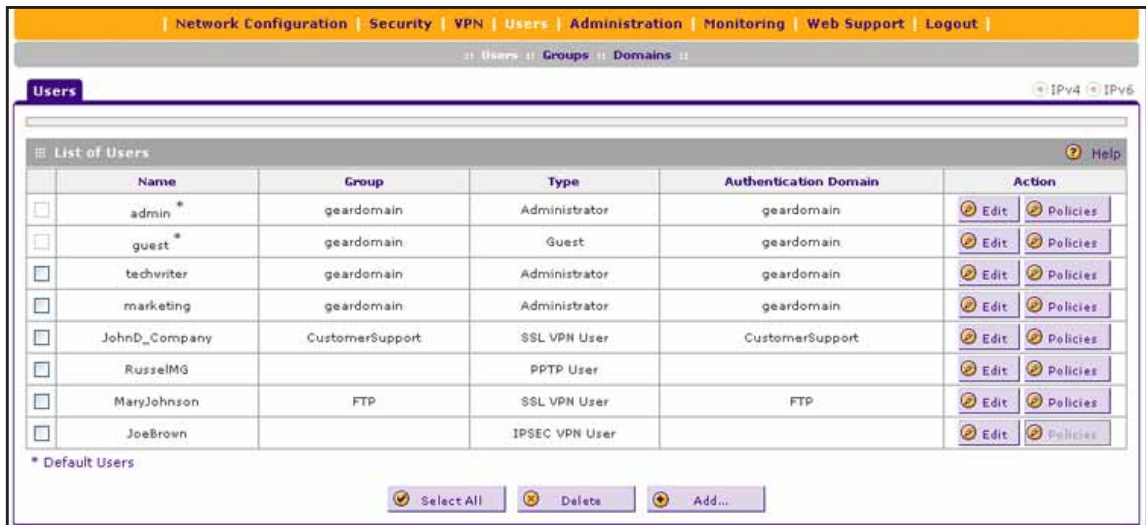 | Network Configuration | Security | VPN | Users | Administration | Monitoring | Web Support | Logout |
:: Users :: Groups :: Domains ::
Users IPv4 IPv6
List of Users Help
Name Group Type Authentication Domain Action
admin * geardomain Administrator geardomain Edit Policies
guest * geardomain Guest geardomain Edit Policies
techwriter geardomain Administrator geardomain Edit Policies
marketing geardomain Administrator geardomain Edit Policies
JohnD_Company CustomerSupport SSL VPN User CustomerSupport Edit Policies
RusselMG PPTP User Edit Policies
MaryJohnson FTP SSL VPN User FTP Edit Policies
JoeBrown IPSEC VPN User Edit Policies
* Default Users
Select All Delete Add...